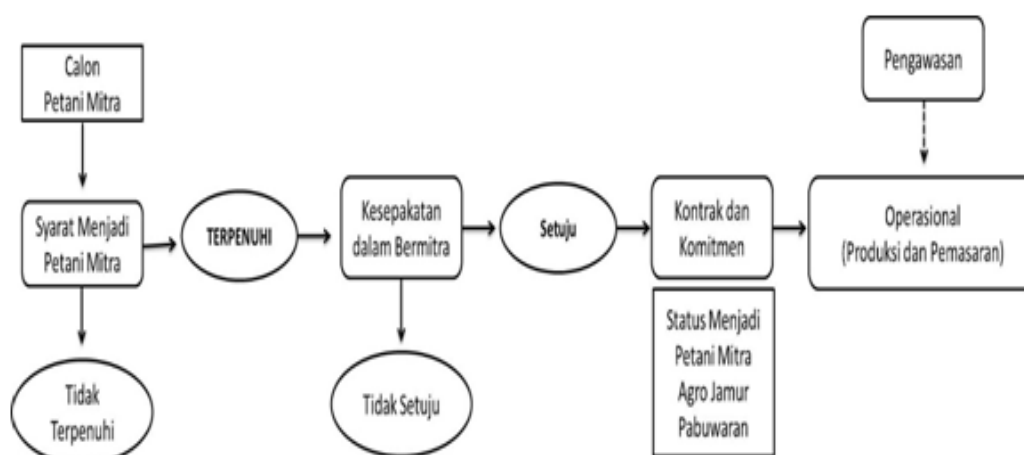 Calon
Petani Mitra
Pengawasan
Syarat Menjadi
Petani Mitra
TERPENUHI
Kesepakatan
dalam Bermitra
Setuju
Kontrak dan
Komitmen
Operasional
(Produksi dan Pemasaran)
Tidak
Terpenuhi
Tidak Setuju
Status Menjadi
Petani Mitra
Agro Jamur
Pabuwaran